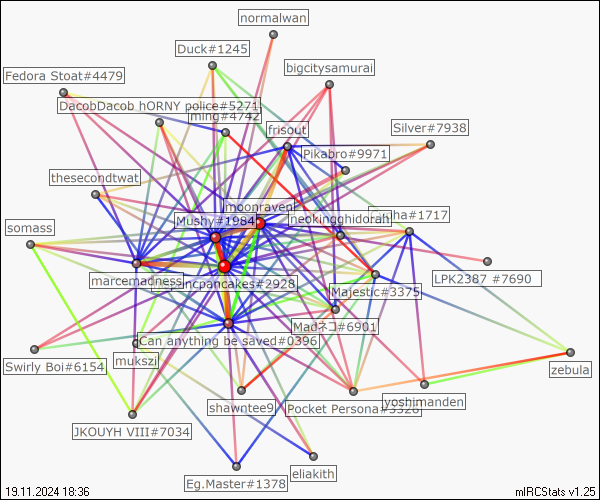 normalwan
Duck#1245
bigcitysamurai
Fedora Stoat#4479
DacobDacob hORNY police#5271
ming#4742
frisout
Silver#7938
Pikabro#9971
thesecondtwat
moonraven
Mushy#1984
neokingghidorah
ha#1717
somass
marcemadness
incpancakes#2928
LPK2387 #7690
Majestic#3375
Madネコ#6901
Can anything be saved#0396
mukszi
Swirly Boi#6154
zebula
shawntee9
Pocket Persona#3328
yoshimanden
JKOUYH VIII#7034
eliakith
Eg.Master#1378
19.11.2024 18:36
mIRCStats v1.25